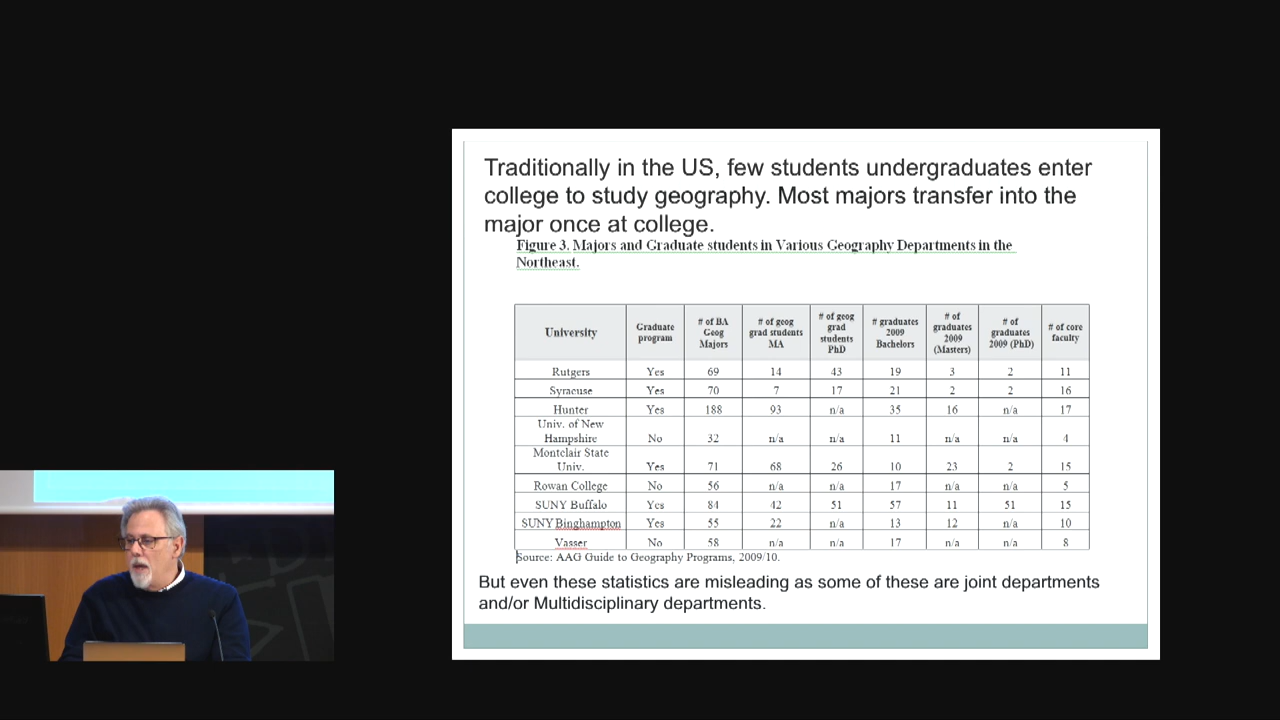 Traditionally in the US, few students undergraduates enter
college to study geography. Most majors transfer into the
major once at college.
Figure 3. Majors and Graduate students in Various Geography Departments in the
Northeast.
University | Graduate program | # of BA Geog Majors | # of geog grad students MA | # of geog grad students PhD | # graduates 2009 Bachelors | # of graduates 2009 (Masters) | # of graduates 2009 (PhD) | # of core faculty
Rutgers | Yes | 69 | 14 | 43 | 19 | 3 | 2 | 11
Syracuse | Yes | 70 | 7 | 17 | 21 | 2 | 2 | 16
Hunter | Yes | 188 | 93 | n/a | 35 | 16 | n/a | 17
Univ. of New Hampshire | No | 32 | n/a | n/a | 11 | n/a | n/a | 4
Montclair State Univ. | Yes | 71 | 68 | 26 | 10 | 23 | 2 | 15
Rowan College | No | 56 | n/a | n/a | 17 | n/a | n/a | 5
SUNY Buffalo | Yes | 84 | 42 | 51 | 57 | 11 | 51 | 15
SUNY Binghampton | Yes | 55 | 22 | n/a | 13 | 12 | n/a | 10
Vasser | No | 58 | n/a | n/a | 17 | n/a | n/a | 8
Source: AAG Guide to Geography Programs, 2009/10.
But even these statistics are misleading as some of these are joint departments
and/or Multidisciplinary departments.